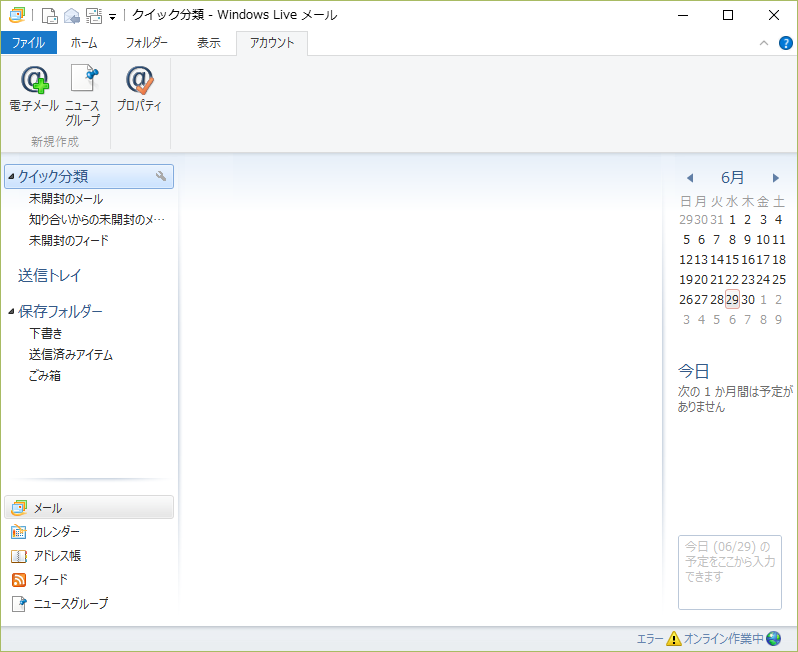 クイック分類 - Windows Live メール
ファイル ホーム フォルダー 表示 アカウント
電子メール ニュース グループ プロパティ
新規作成
クイック分類
未開封のメール
知り合いからの未開封のメ…
未開封のフィード
送信トレイ
保存フォルダー
下書き
送信済みアイテム
ごみ箱
メール
カレンダー
アドレス帳
フィード
ニュースグループ
6月
日 月 火 水 木 金 土
29 30 31 1 2 3 4
5 6 7 8 9 10 11
12 13 14 15 16 17 18
19 20 21 22 23 24 25
26 27 28 29 30 1 2
3 4 5 6 7 8 9
今日
次の 1 か月間は予定が
ありません
今日 (06/29) の
予定をここから入力
できます
エラー オンライン作業中